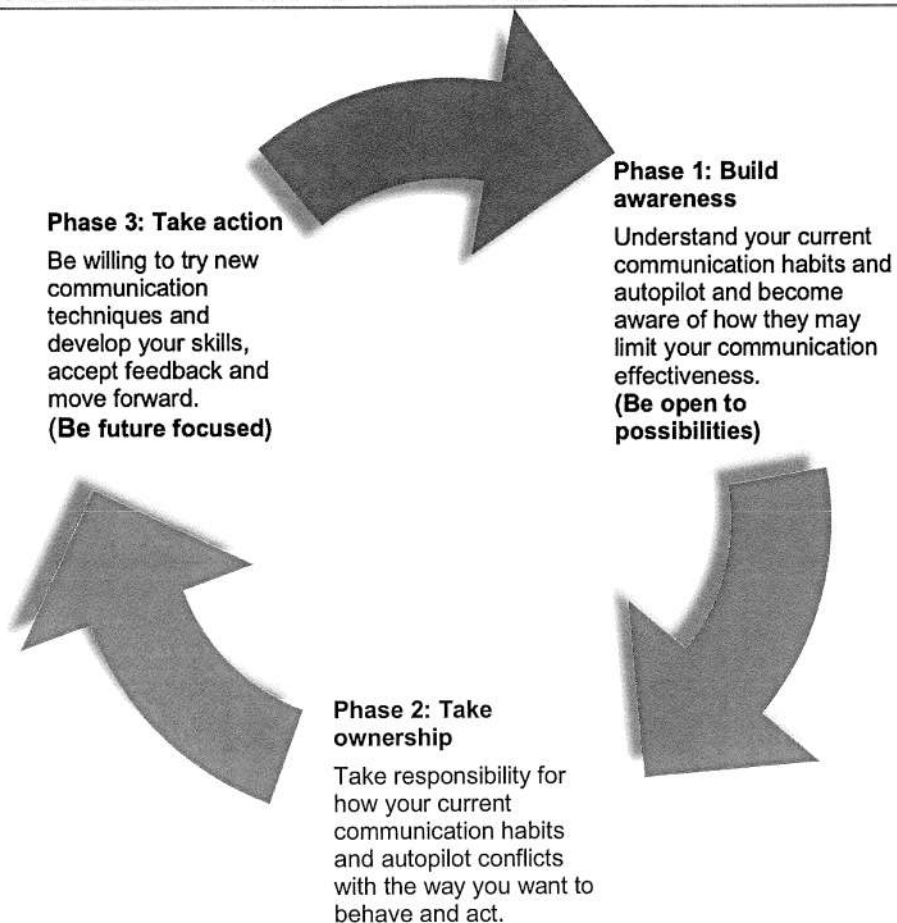 Phase 1: Build
awareness
Understand your current
communication habits and
autopilot and become
aware of how they may
limit your communication
effectiveness.
(Be open to
possibilities)
Phase 2: Take
ownership
Take responsibility for
how your current
communication habits
and autopilot conflicts
with the way you want to
behave and act.
Phase 3: Take action
Be willing to try new
communication
techniques and
develop your skills,
accept feedback and
move forward.
(Be future focused)